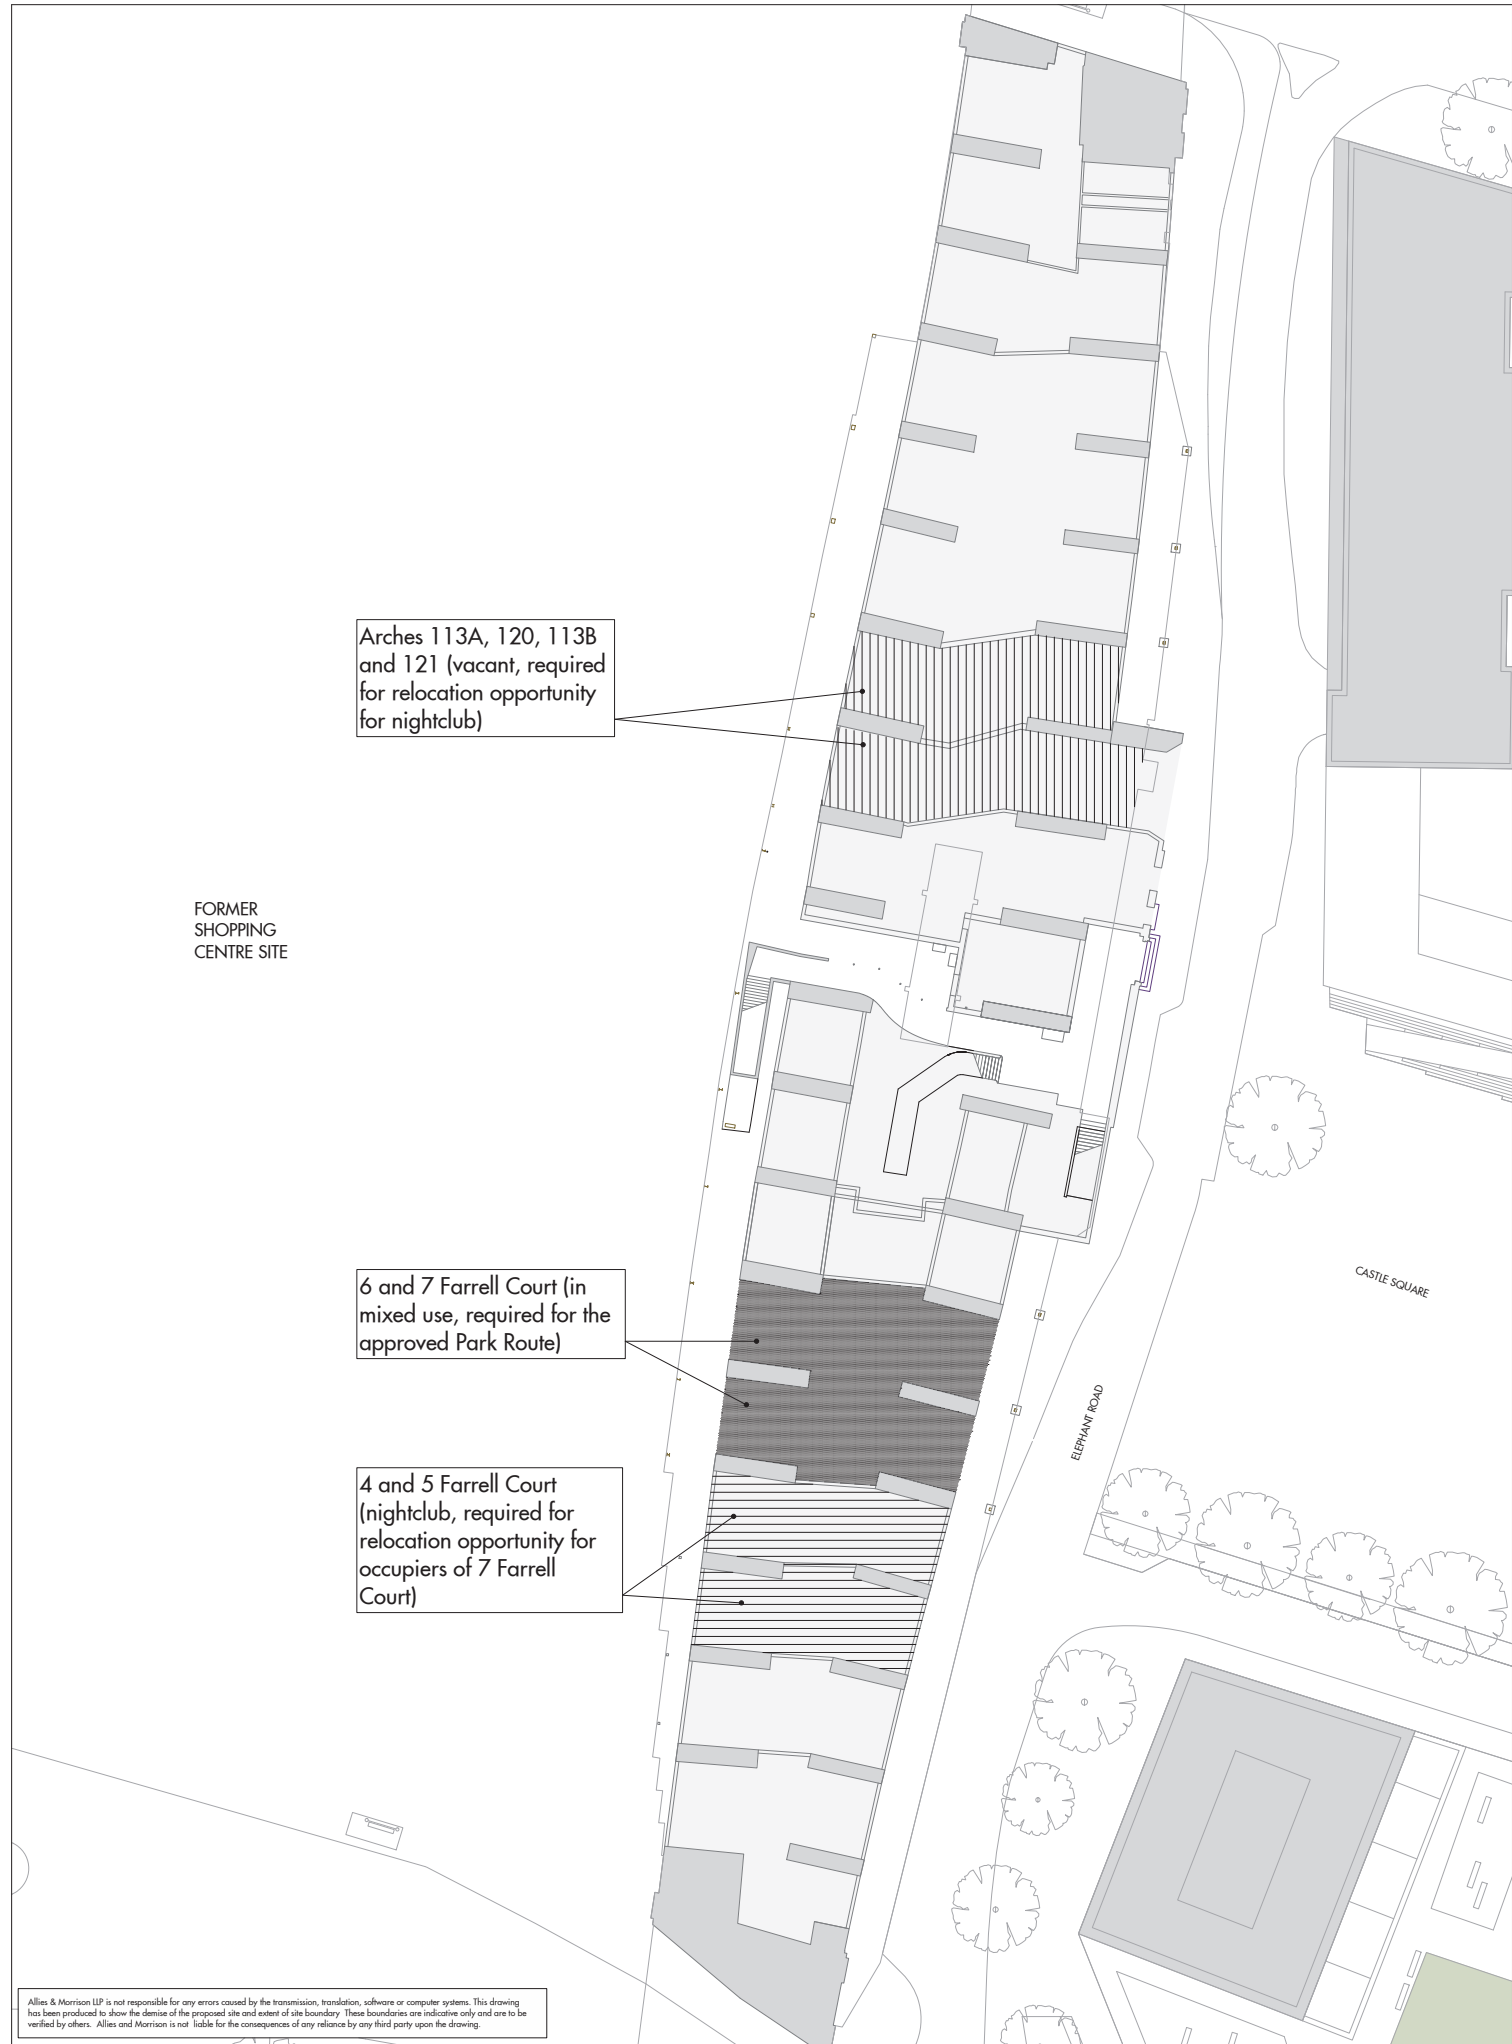 Arches 113A, 120, 113B
and 121 (vacant, required
for relocation opportunity
for nightclub)
FORMER
SHOPPING
CENTRE SITE
6 and 7 Farrell Court (in
mixed use, required for the
approved Park Route)
CASTLE SQUARE
ELEPHANT ROAD
4 and 5 Farrell Court
(nightclub, required for
relocation opportunity for
occupiers of 7 Farrell
Court)
Allies & Morrison LLP is not responsible for any errors caused by the transmission, translation, software or computer systems. This drawing
has been produced to show the demise of the proposed site and extent of site boundary These boundaries are indicative only and are to be
verified by others. Allies and Morrison is not liable for the consequences of any reliance by any third party upon the drawing.